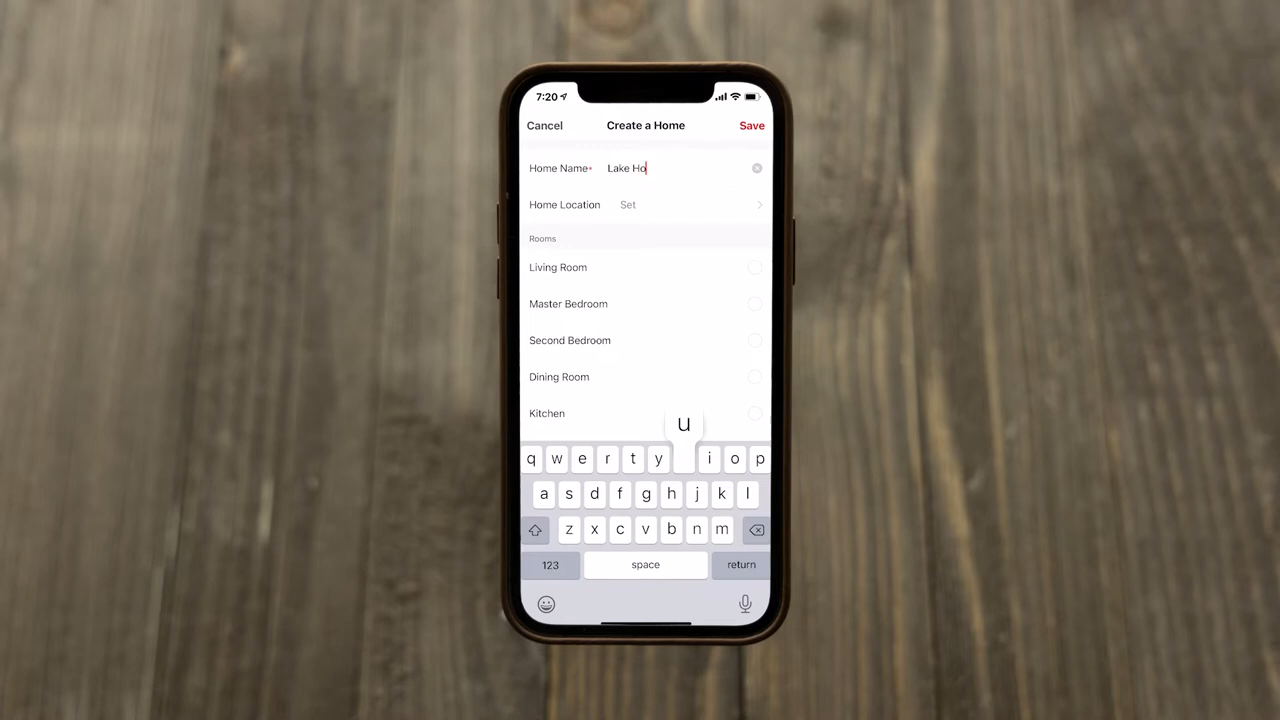 7:20
Cancel Create a Home Save
Home Name* Lake Ho
Home Location Set
Rooms
Living Room
Master Bedroom
Second Bedroom
Dining Room
Kitchen
u
q w e r t y i o p
a s d f g h j k l
z x c v b n m
123 space return